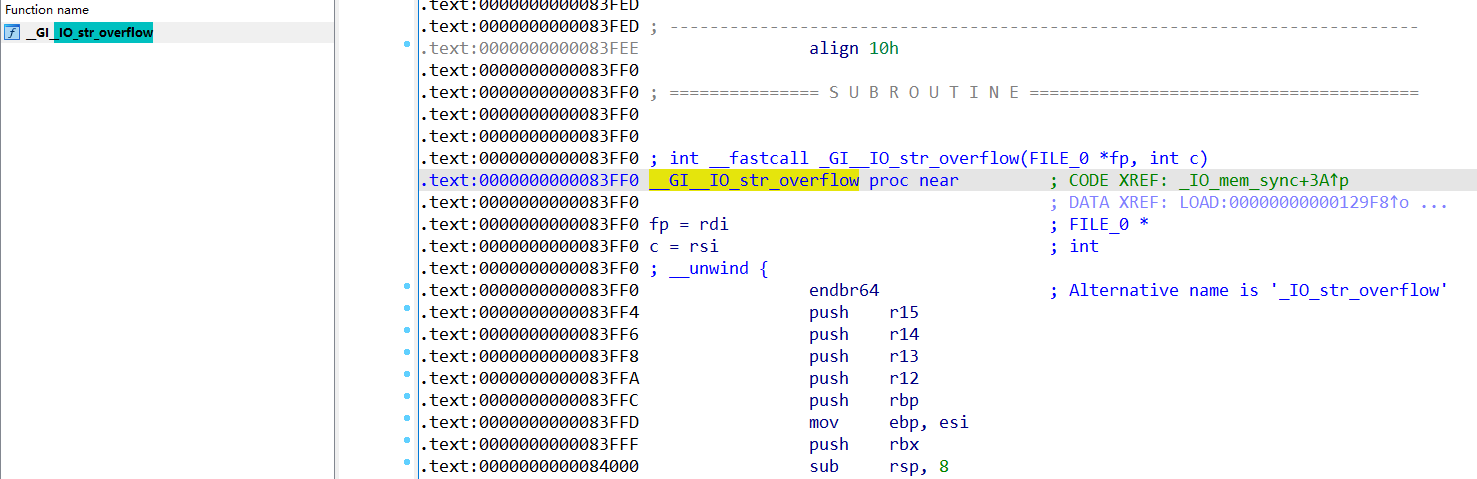 Function name
f __GI__IO_str_overflow
.text:0000000000083FED
.text:0000000000083FED ; ---------------------------------------------------------------------------
.text:0000000000083FEE align 10h
.text:0000000000083FF0
.text:0000000000083FF0 ; =============== S U B R O U T I N E =======================================
.text:0000000000083FF0
.text:0000000000083FF0
.text:0000000000083FF0 ; int __fastcall _GI__IO_str_overflow(FILE_0 *fp, int c)
.text:0000000000083FF0 __GI__IO_str_overflow proc near ; CODE XREF: _IO_mem_sync+3A↑p
.text:0000000000083FF0 ; DATA XREF: LOAD:00000000000129F8↑o ...
.text:0000000000083FF0 fp = rdi ; FILE_0 *
.text:0000000000083FF0 c = rsi ; int
.text:0000000000083FF0 ; __unwind {
.text:0000000000083FF0 endbr64 ; Alternative name is '_IO_str_overflow'
.text:0000000000083FF4 push r15
.text:0000000000083FF6 push r14
.text:0000000000083FF8 push r13
.text:0000000000083FFA push r12
.text:0000000000083FFC push rbp
.text:0000000000083FFD mov ebp, esi
.text:0000000000083FFF push rbx
.text:0000000000084000 sub rsp, 8